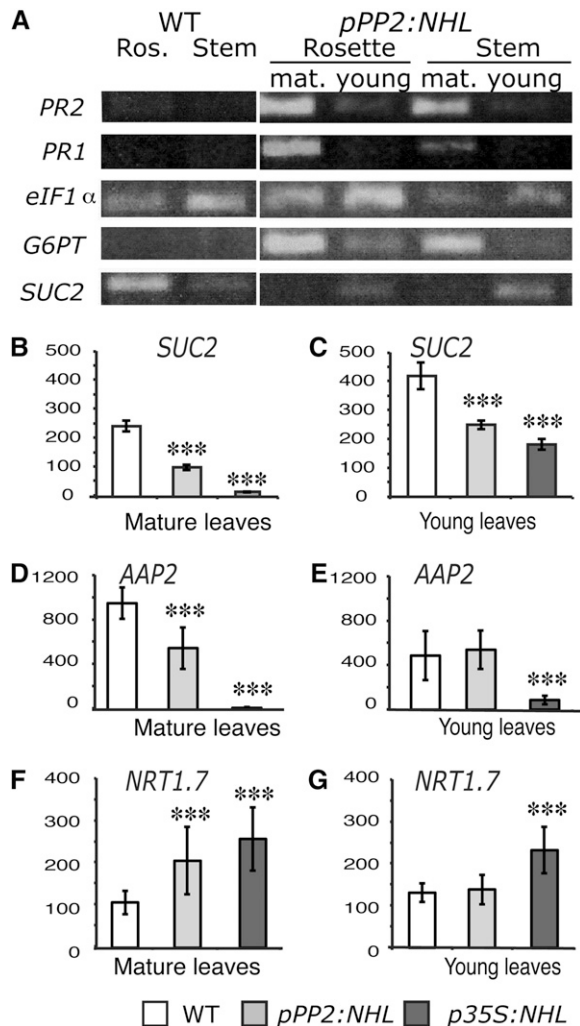 A WT pPP2:NHL
Ros. Stem Rosette Stem
mat. young mat. young
PR2
PR1
eIF1 α
G6PT
SUC2
B SUC2
500
400
300
200
100
0
***
***
Mature leaves
C SUC2
500
400
300
200
100
0
***
***
Young leaves
D AAP2
1200
800
400
0
***
***
Mature leaves
E AAP2
1200
800
400
0
***
Young leaves
F NRT1.7
400
300
200
100
0
***
***
Mature leaves
G NRT1.7
400
300
200
100
0
***
Young leaves
WT pPP2:NHL p35S:NHL